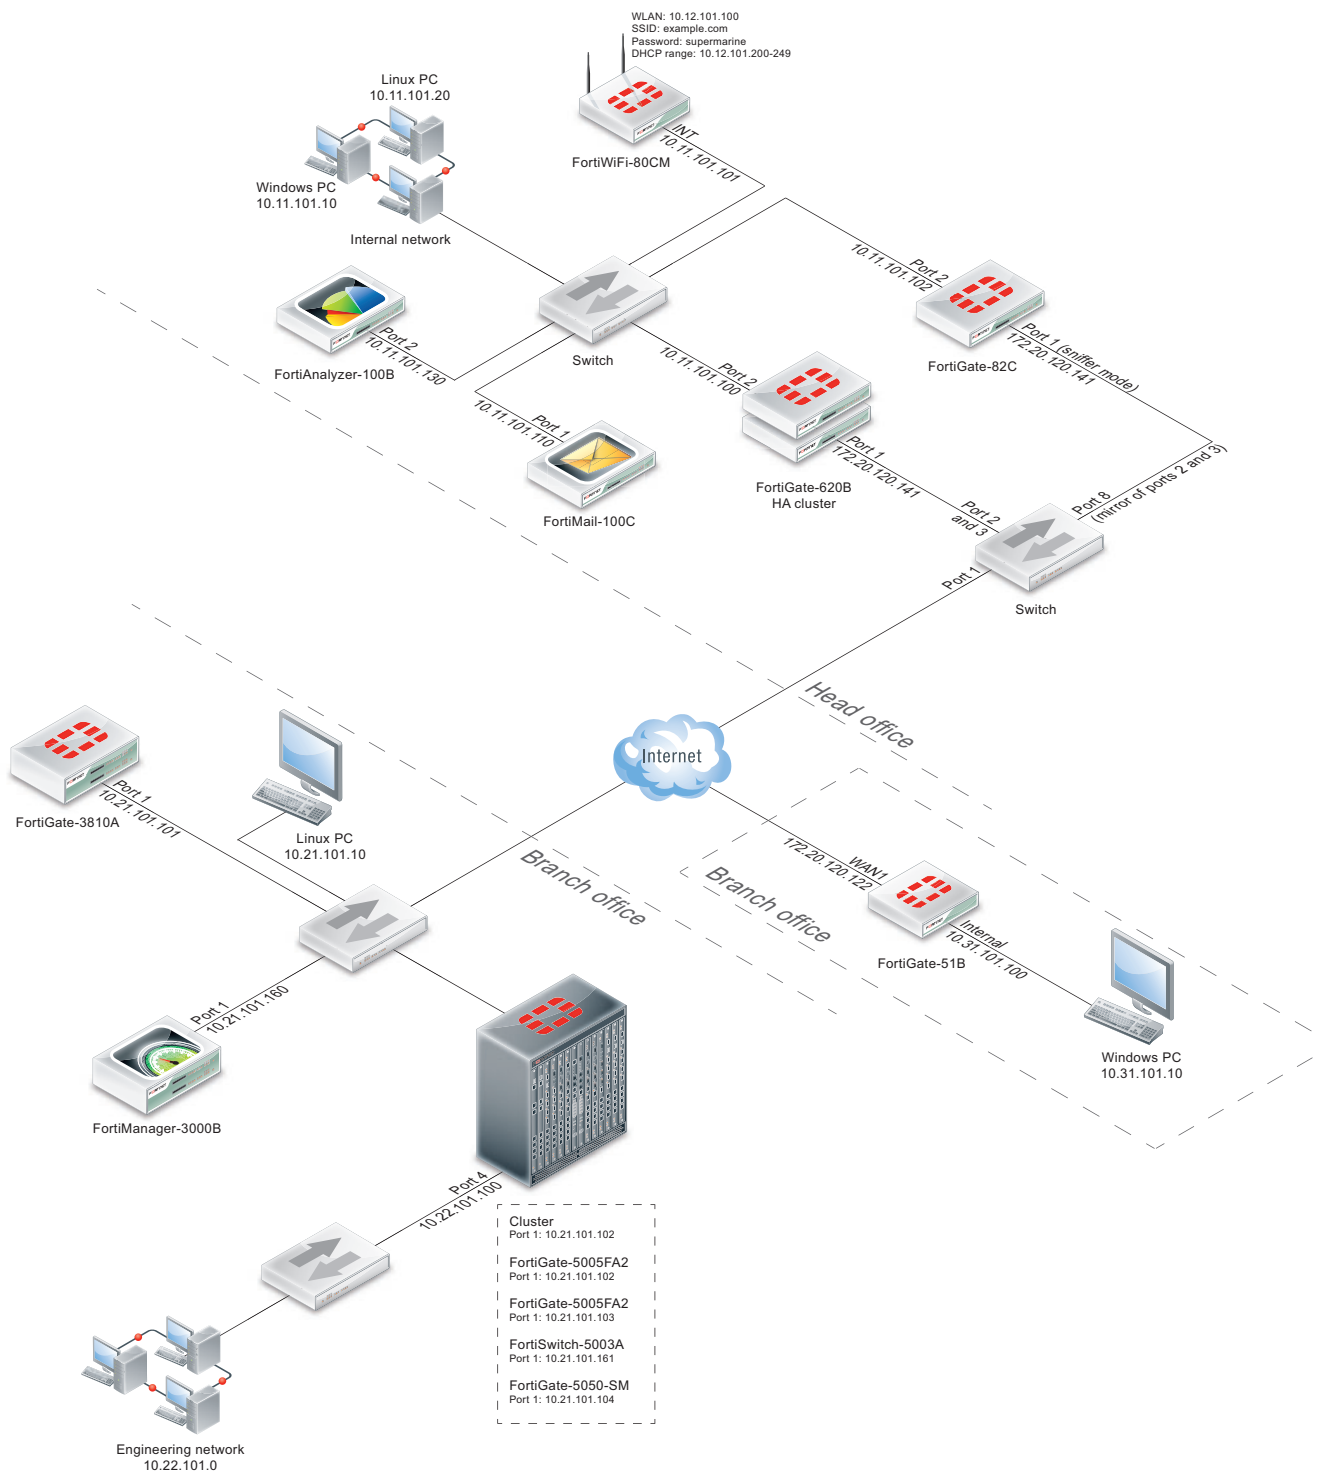 WLAN: 10.12.101.100
SSID: example.com
Password: supermarine
DHCP range: 10.12.101.200-249
Linux PC
10.11.101.20
INT
10.11.101.101
FortiWiFi-80CM
Windows PC
10.11.101.10
Internal network
Port 2
10.11.101.102
Port 2
10.11.101.130
FortiAnalyzer-100B
Switch
Port 2
10.11.101.100
Port 1 (sniffer mode)
172.20.120.141
FortiGate-82C
Port 1
10.11.101.110
FortiMail-100C
Port 1
172.20.120.141
FortiGate-620B
HA cluster
Port 2
and 3
Port 8
(mirror of ports 2 and 3)
Port 1
Switch
Head office
Internet
Port 1
10.21.101.101
FortiGate-3810A
Linux PC
10.21.101.10
Branch office
WAN1
172.20.120.122
Branch office
Internal
10.31.101.100
FortiGate-51B
Windows PC
10.31.101.10
Port 1
10.21.101.160
FortiManager-3000B
Port 4
10.22.101.100
Cluster
Port 1: 10.21.101.102
FortiGate-5005FA2
Port 1: 10.21.101.102
FortiGate-5005FA2
Port 1: 10.21.101.103
FortiSwitch-5003A
Port 1: 10.21.101.161
FortiGate-5050-SM
Port 1: 10.21.101.104
Engineering network
10.22.101.0